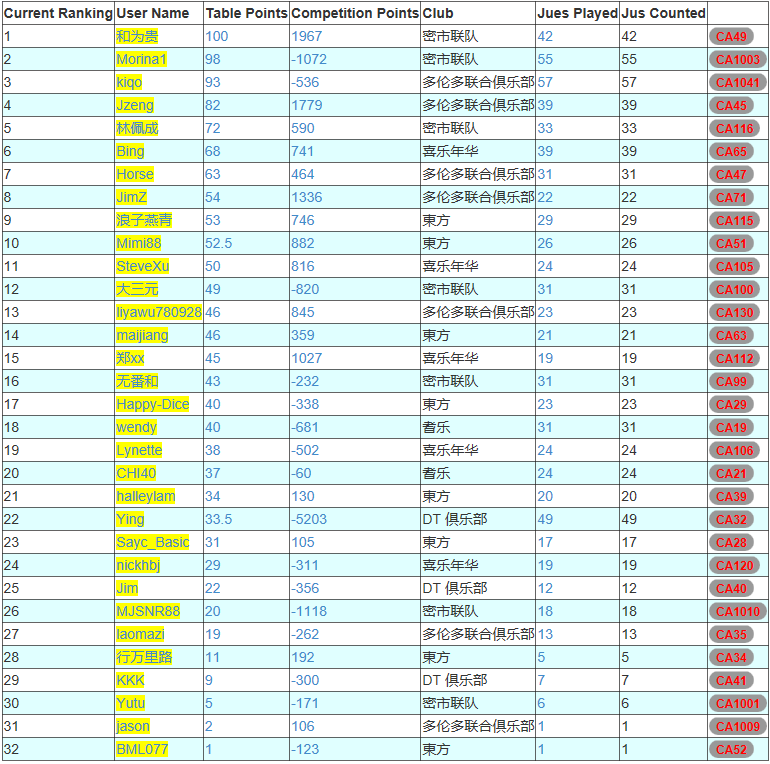 Current Ranking User Name Table Points Competition Points Club Jues Played Jus Counted
1 和为贵 100 1967 密市联队 42 42 CA49
2 Morina1 98 -1072 密市联队 55 55 CA1003
3 kiqo 93 -536 多伦多联合俱乐部 57 57 CA1041
4 Jzeng 82 1779 多伦多联合俱乐部 39 39 CA45
5 林佩成 72 590 密市联队 33 33 CA116
6 Bing 68 741 喜乐年华 39 39 CA65
7 Horse 63 464 多伦多联合俱乐部 31 31 CA47
8 JimZ 54 1336 多伦多联合俱乐部 22 22 CA71
9 浪子燕青 53 746 東方 29 29 CA115
10 Mimi88 52.5 882 東方 26 26 CA51
11 SteveXu 50 816 喜乐年华 24 24 CA105
12 大三元 49 -820 密市联队 31 31 CA100
13 liyawu780928 46 845 多伦多联合俱乐部 23 23 CA130
14 maijiang 46 359 東方 21 21 CA63
15 郑xx 45 1027 喜乐年华 19 19 CA112
16 无番和 43 -232 密市联队 31 31 CA99
17 Happy-Dice 40 -338 東方 23 23 CA29
18 wendy 40 -681 耆乐 31 31 CA19
19 Lynette 38 -502 喜乐年华 24 24 CA106
20 CHI40 37 -60 耆乐 24 24 CA21
21 halleylam 34 130 東方 20 20 CA39
22 Ying 33.5 -5203 DT 俱乐部 49 49 CA32
23 Sayc_Basic 31 105 東方 17 17 CA28
24 nickhbj 29 -311 喜乐年华 19 19 CA120
25 Jim 22 -356 DT 俱乐部 12 12 CA40
26 MJSNR88 20 -1118 密市联队 18 18 CA1010
27 laomazi 19 -262 多伦多联合俱乐部 13 13 CA35
28 行万里路 11 192 東方 5 5 CA34
29 KKK 9 -300 DT 俱乐部 7 7 CA41
30 Yutu 5 -171 密市联队 6 6 CA1001
31 jason 2 106 多伦多联合俱乐部 1 1 CA1009
32 BML077 1 -123 東方 1 1 CA52